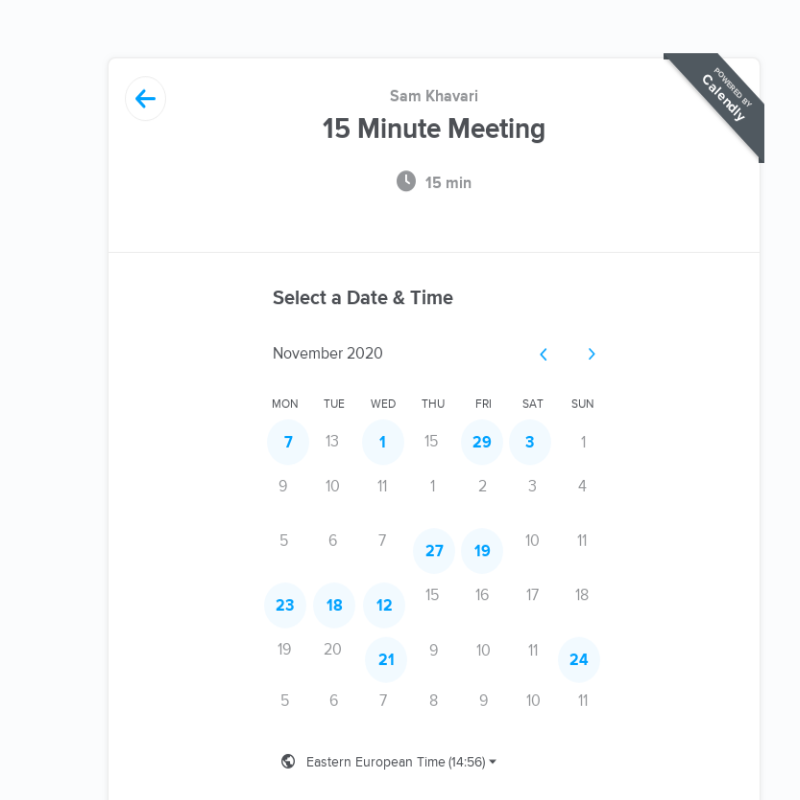 POWERED BY
Calendly
Sam Khavari
15 Minute Meeting
15 min
Select a Date & Time
November 2020
MON TUE WED THU FRI SAT SUN
7 13 1 15 29 3 1
9 10 11 1 2 3 4
5 6 7 27 19 10 11
23 18 12 15 16 17 18
19 20 21 9 10 11 24
5 6 7 8 9 10 11
Eastern European Time (14:56)